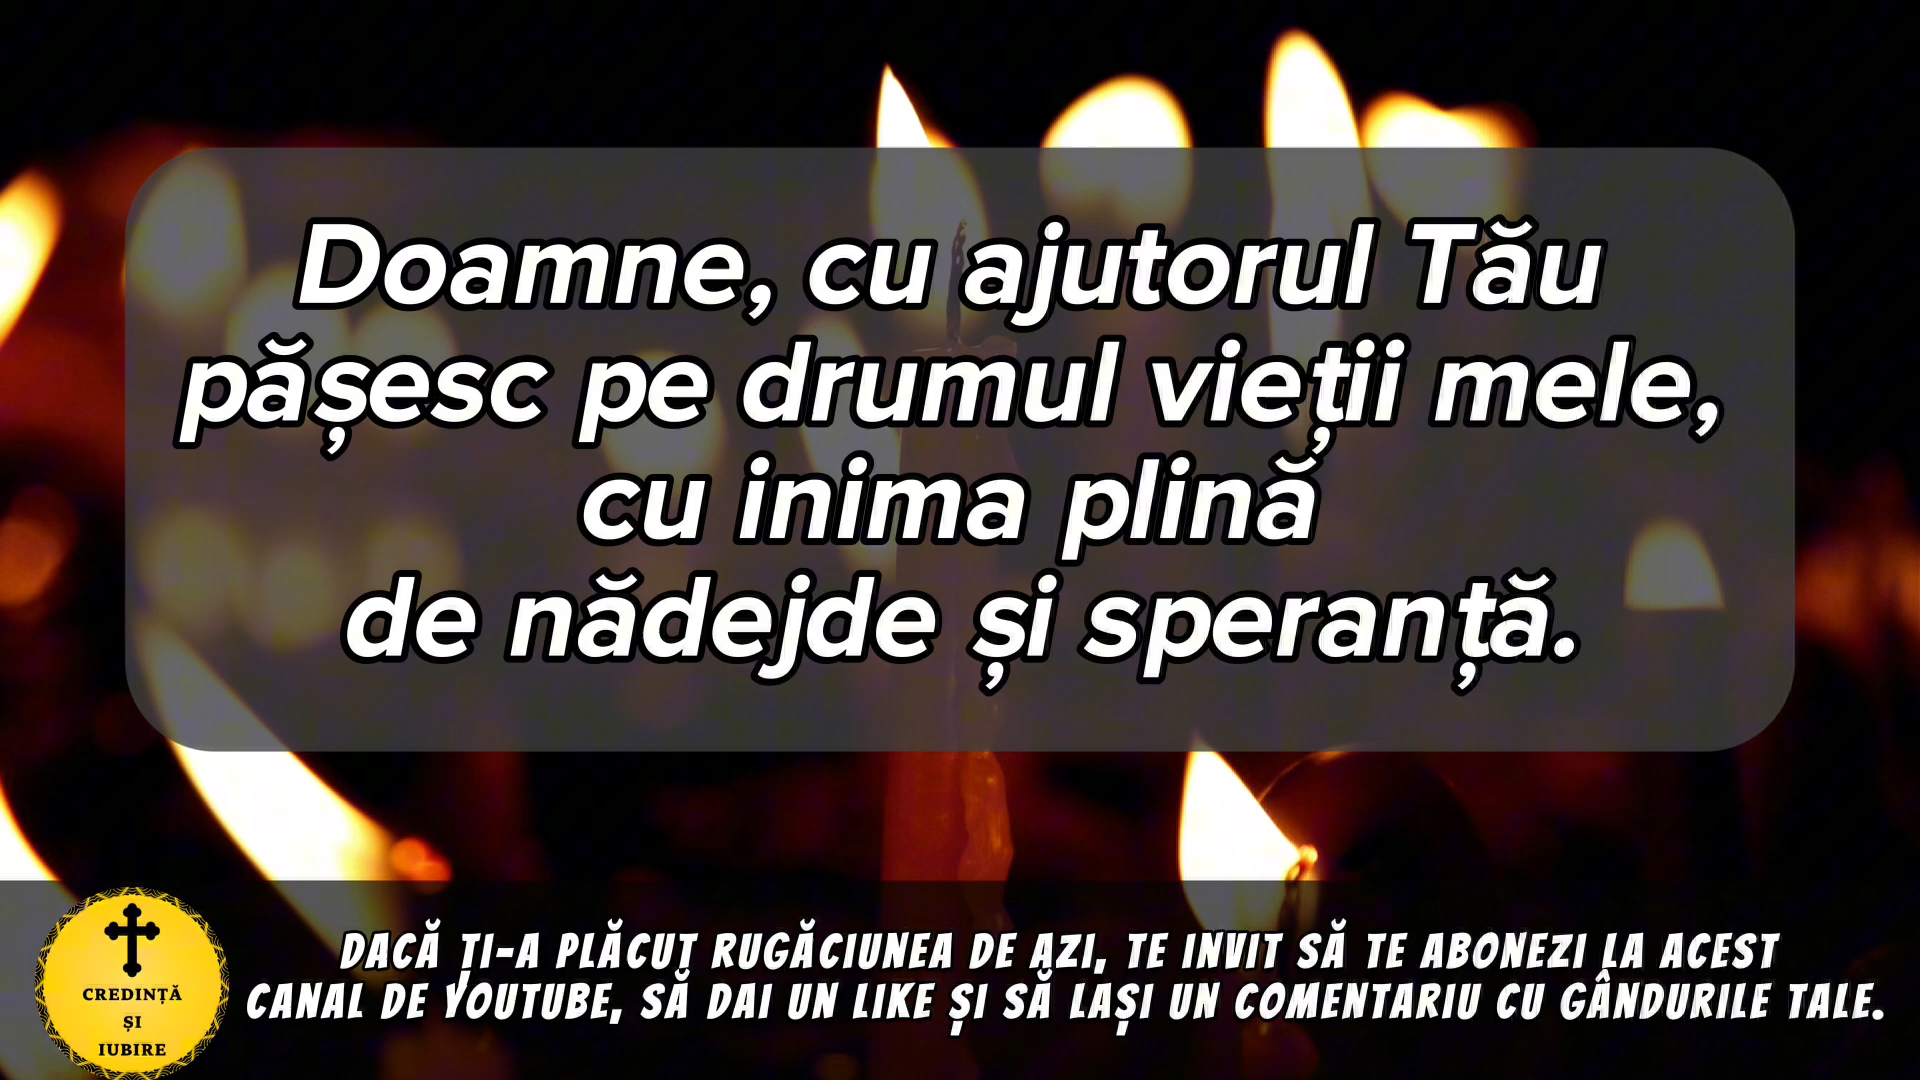 Doamne, cu ajutorul Tău
pășesc pe drumul vieții mele,
cu inima plină
de nădejde și speranță.
DACĂ ȚI-A PLĂCUT RUGĂCIUNEA DE AZI, TE INVIT SĂ TE ABONEZI LA ACEST
CANAL DE YOUTUBE, SĂ DAI UN LIKE ȘI SĂ LAȘI UN COMENTARIU CU GÂNDURILE TALE.
CREDINȚĂ
ȘI
IUBIRE